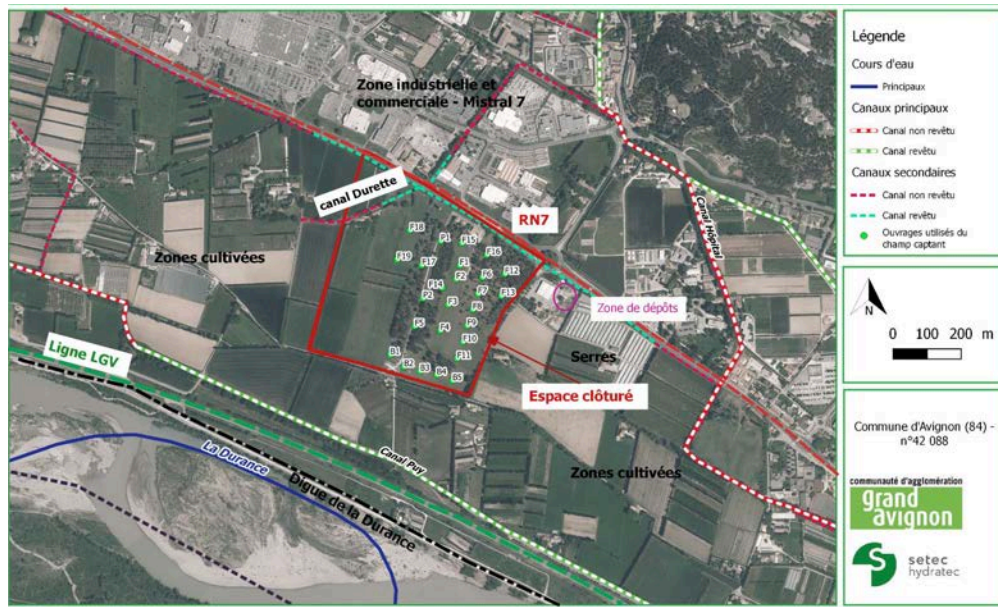 Zone industrielle et
commerciale - Mistral 7
canal Durette
RN7
Canal Hôpital
Zones cultivées
F18
P1
F15
F16
F19
F17
F1
F2
F6
F12
F14
F7
F13
P2
F3
F8
F5
F4
F9
F10
F11
B1
B2
B3
B4
B5
Zone de dépôts
Serres
Espace clôturé
Ligne LGV
Canal Puy
Zones cultivées
La Durance
Digue de la Durance
Légende
Cours d'eau
Principaux
Canaux principaux
Canal non revêtu
Canal revêtu
Canaux secondaires
Canal non revêtu
Canal revêtu
Ouvrages utilisés du
champ captant
N
0 100 200 m
Commune d'Avignon (84) -
n°42 088
communauté d'agglomération
grand
avignon
setec
hydratec